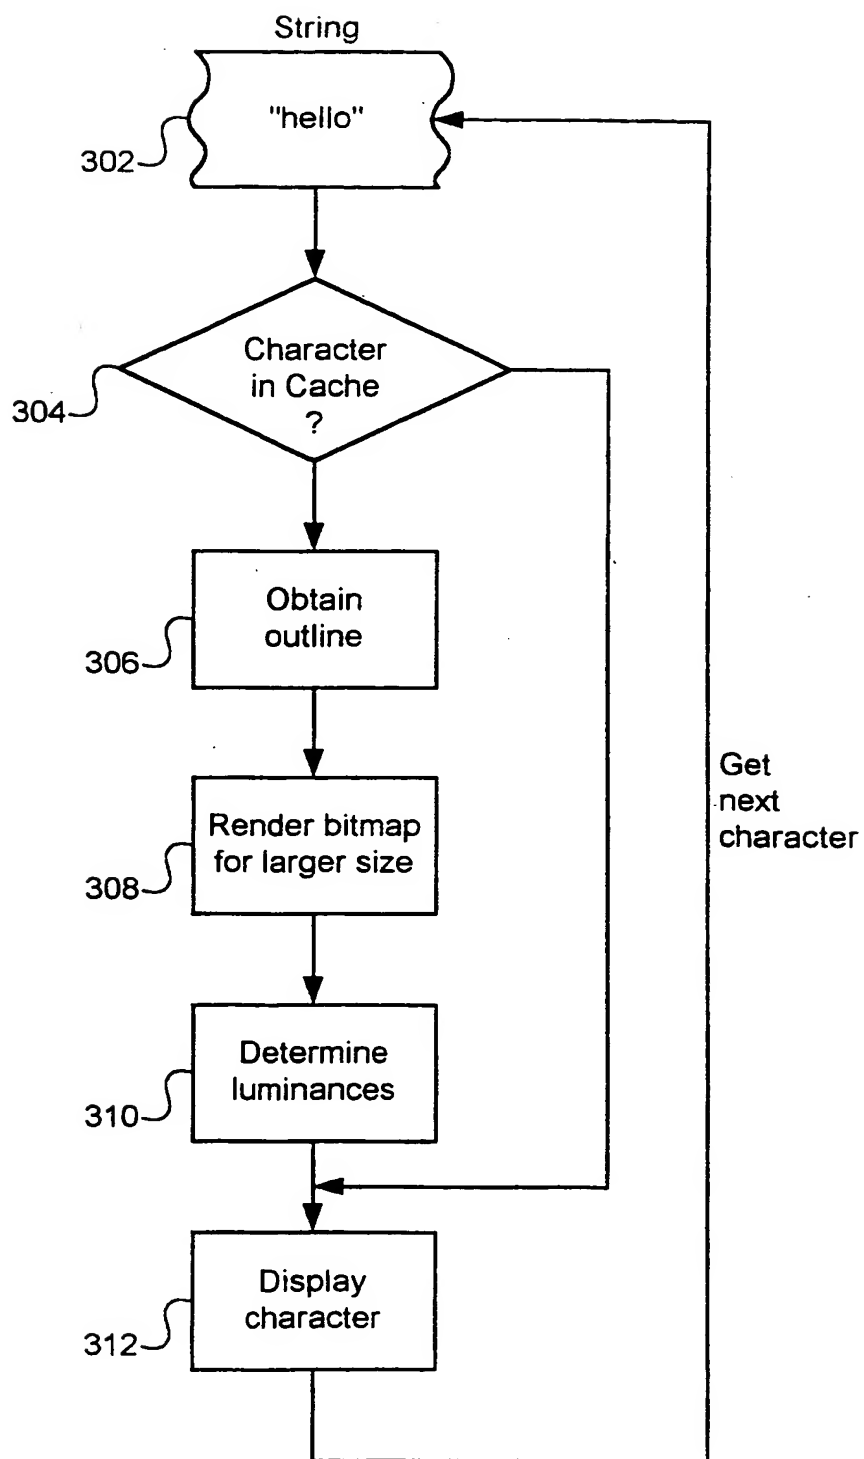 String
"hello"
302
Character
in Cache
?
304
Obtain
outline
306
Render bitmap
for larger size
308
Get
next
character
Determine
luminances
310
Display
character
312